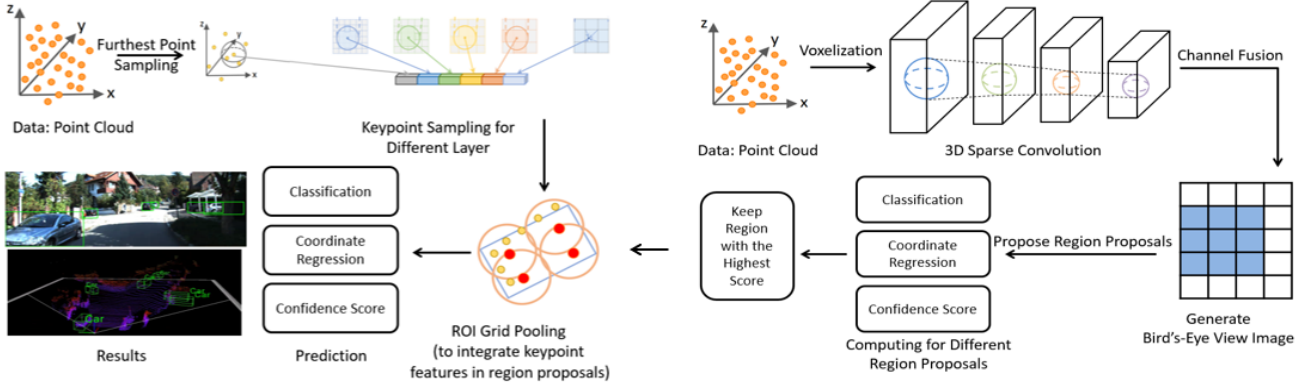 z
y
x
Data: Point Cloud
Furthest Point
Sampling
z
y
x
Keypoint Sampling for
Different Layer
z
y
x
Data: Point Cloud
Voxelization
3D Sparse Convolution
Channel Fusion
Generate
Bird's-Eye View Image
Propose Region Proposals
Classification
Coordinate
Regression
Confidence Score
Computing for Different
Region Proposals
Keep
Region
with the
Highest
Score
ROI Grid Pooling
(to integrate keypoint
features in region proposals)
Classification
Coordinate
Regression
Confidence Score
Prediction
Car
Car
Car
Results